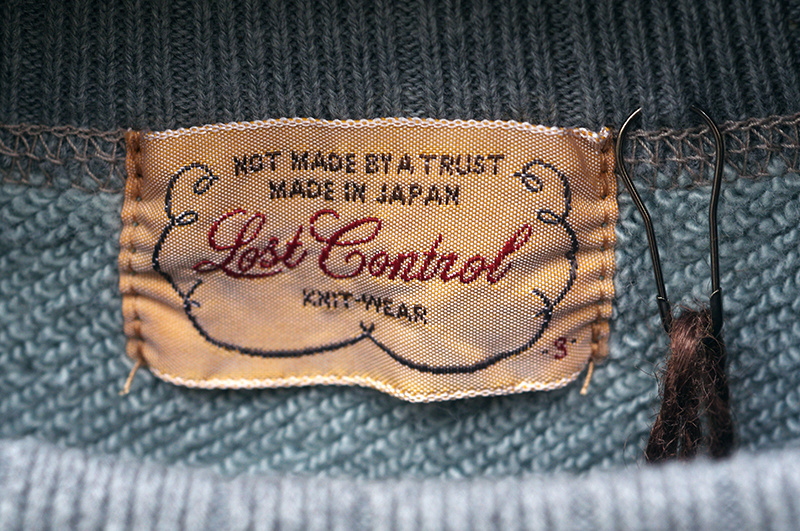 NOT MADE BY A TRUST
MADE IN JAPAN
Lost Control
KNIT-WEAR
-S-